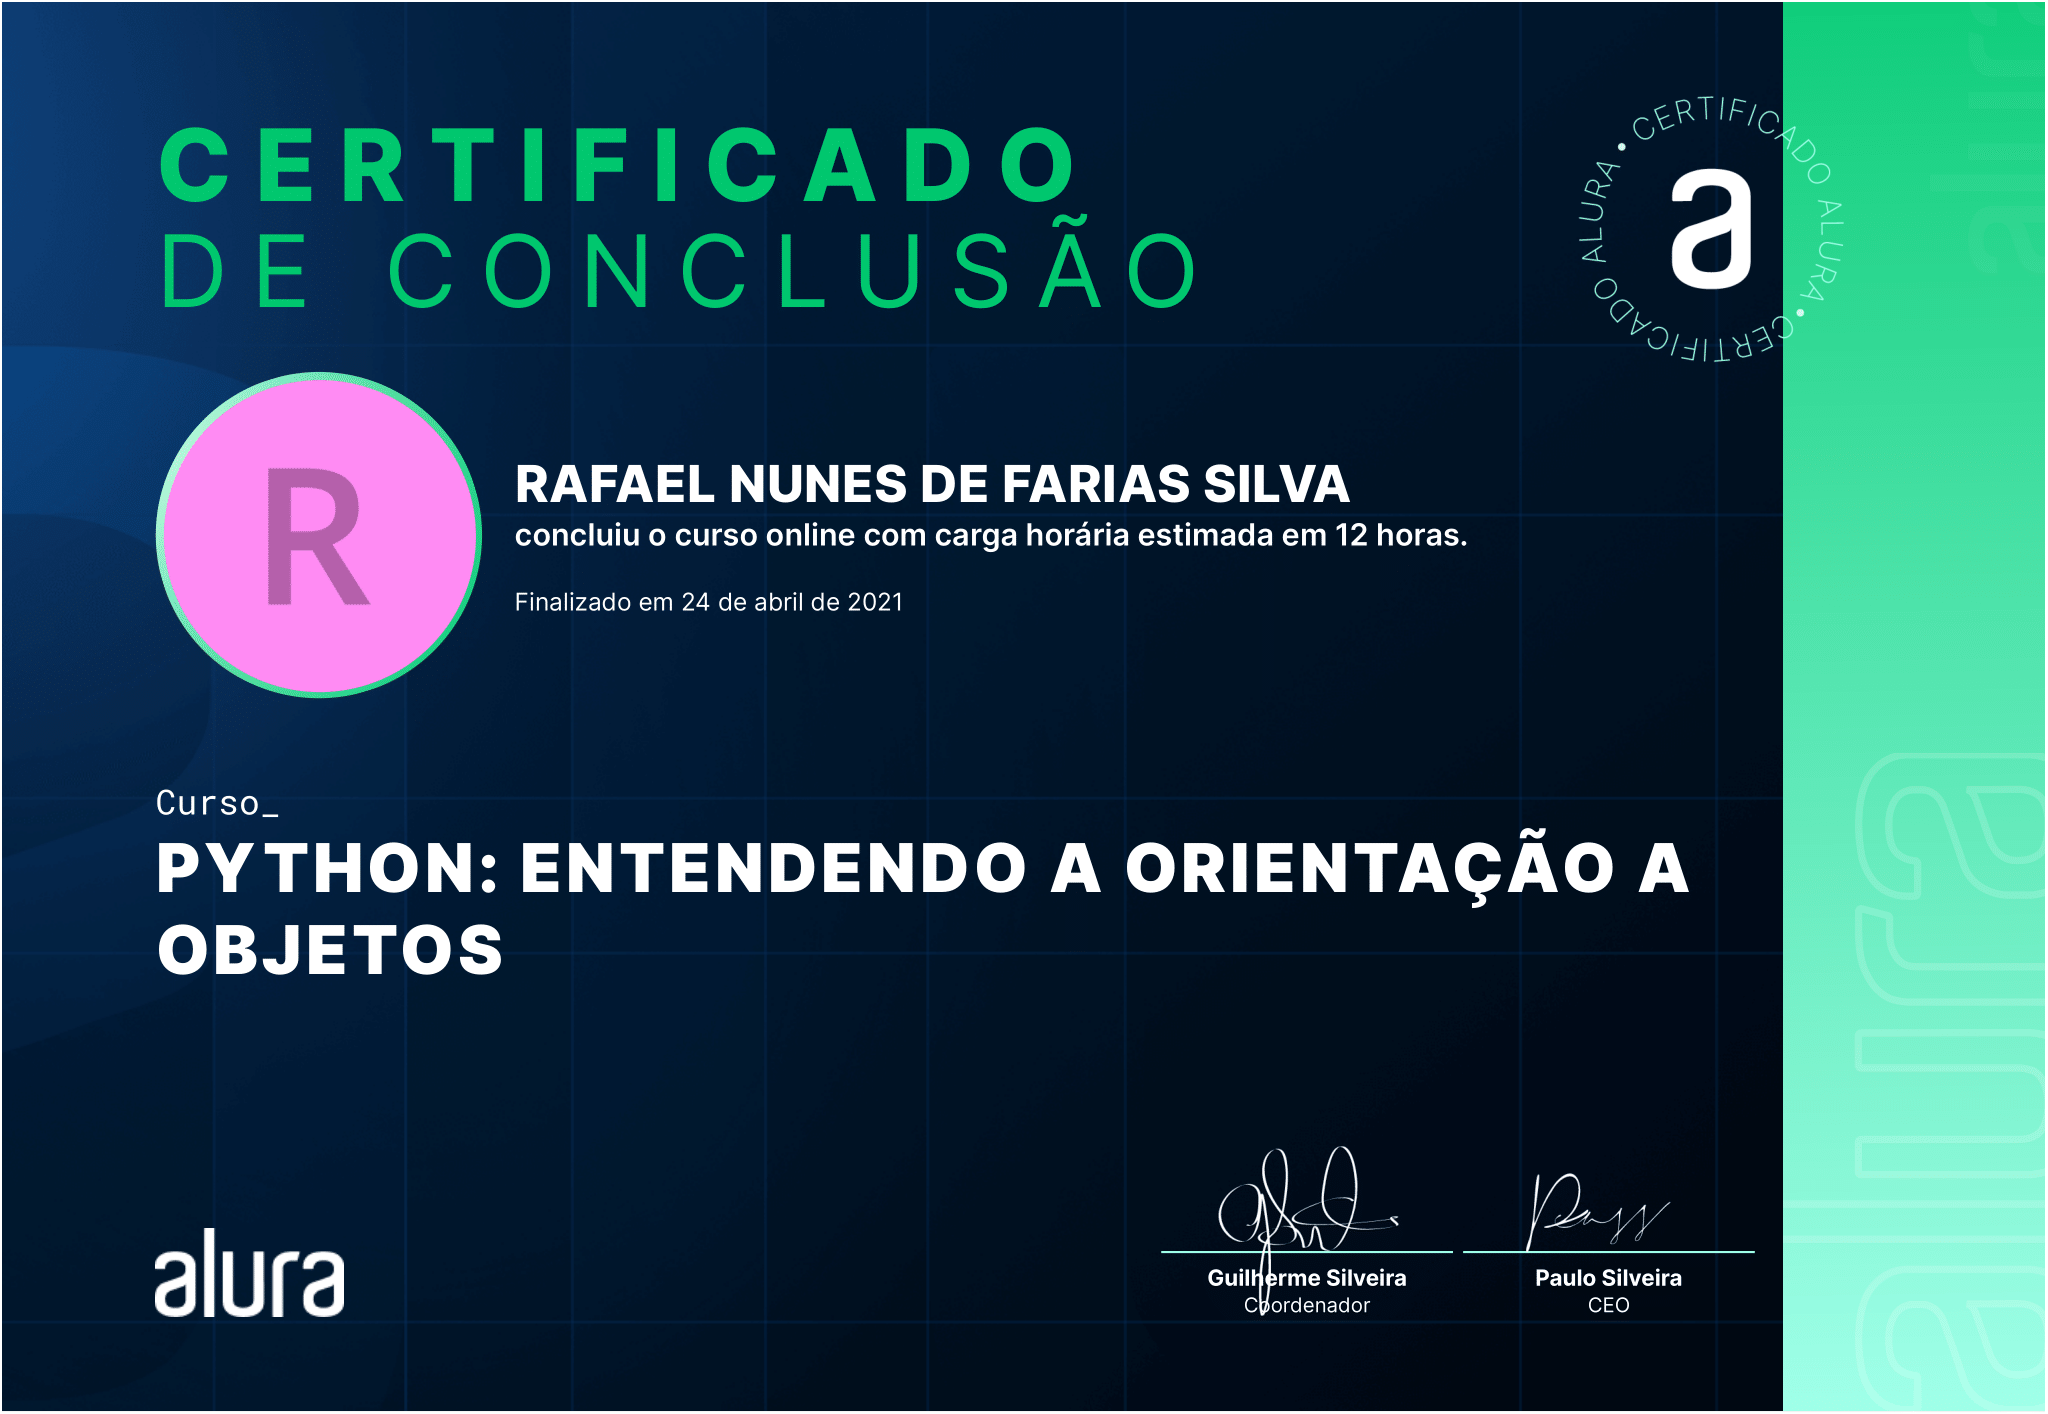 CERTIFICADO
DE CONCLUSÃO
CERTIFICADO ALURA • CERTIFICADO ALURA •
a
R
RAFAEL NUNES DE FARIAS SILVA
concluiu o curso online com carga horária estimada em 12 horas.
Finalizado em 24 de abril de 2021
Curso_
PYTHON: ENTENDENDO A ORIENTAÇÃO A
OBJETOS
alura
Guilherme Silveira
Coordenador
Paulo Silveira
CEO
alura
alura